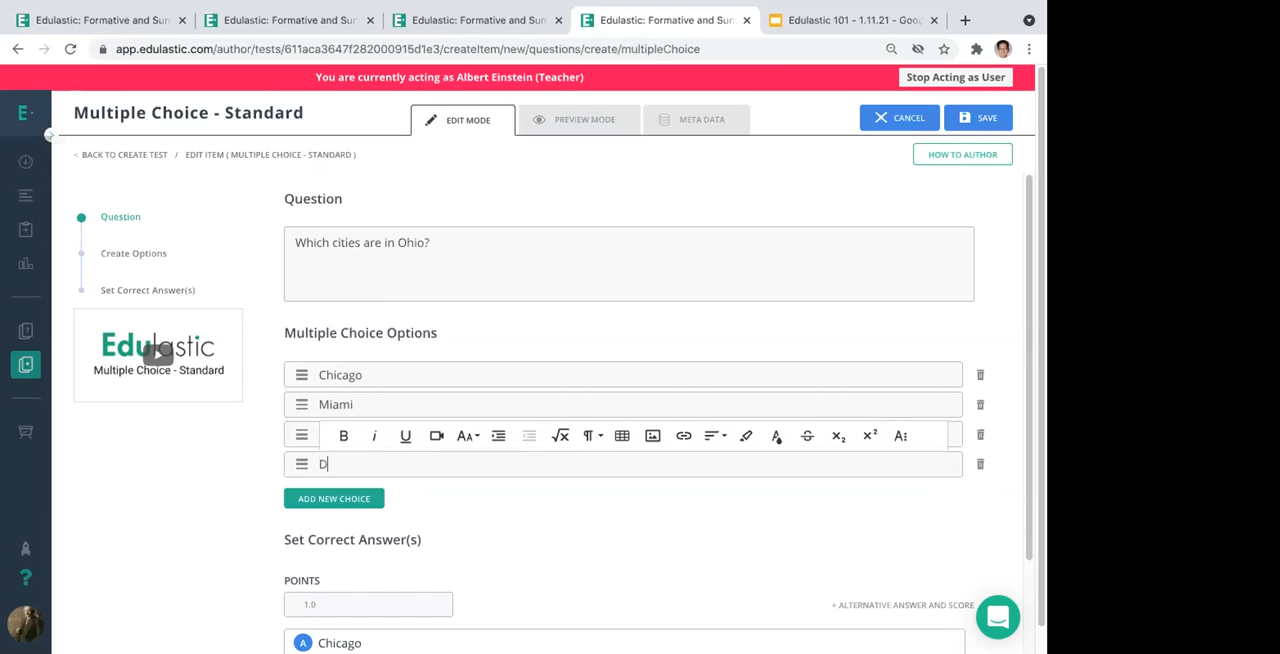 Edulastic: Formative and Sum
Edulastic: Formative and Sun
Edulastic: Formative and Sun
Edulastic: Formative and Sum
Edulastic 101 - 1.11.21 - Goo
app.edulastic.com/author/tests/611aca3647f282000915d1e3/createItem/new/questions/create/multipleChoice
You are currently acting as Albert Einstein (Teacher)
Stop Acting as User
E
Multiple Choice - Standard
EDIT MODE
PREVIEW MODE
META DATA
CANCEL
SAVE
< BACK TO CREATE TEST / EDIT ITEM ( MULTIPLE CHOICE - STANDARD )
HOW TO AUTHOR
Question
Create Options
Set Correct Answer(s)
Edulastic
Multiple Choice - Standard
Question
Which cities are in Ohio?
Multiple Choice Options
Chicago
Miami
D
ADD NEW CHOICE
Set Correct Answer(s)
POINTS
1.0
+ ALTERNATIVE ANSWER AND SCORE
A Chicago